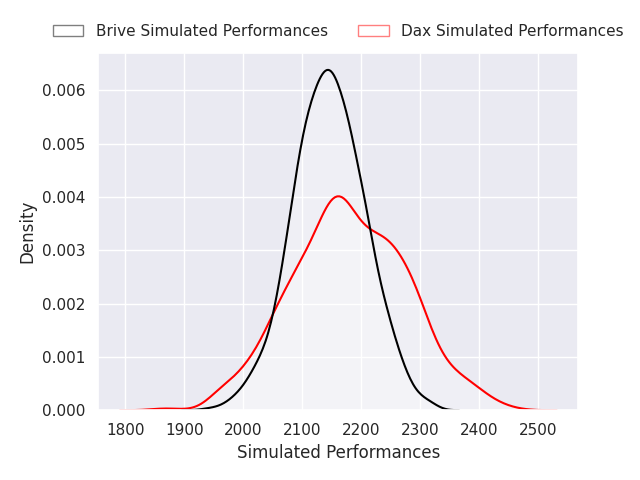 Brive Simulated Performances
Dax Simulated Performances
Density
0.006
0.005
0.004
0.003
0.002
0.001
0.000
1800 1900 2000 2100 2200 2300 2400 2500
Simulated Performances